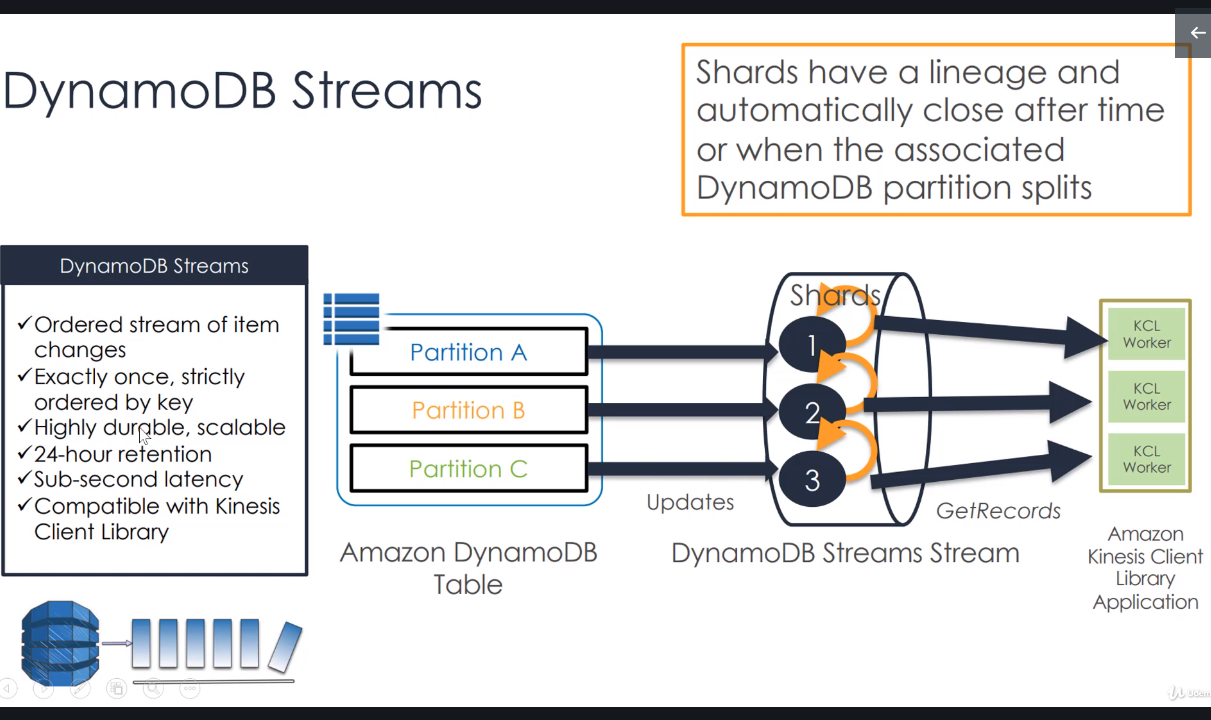 DynamoDB Streams
Shards have a lineage and
automatically close after time
or when the associated
DynamoDB partition splits
DynamoDB Streams
✓Ordered stream of item
changes
✓Exactly once, strictly
ordered by key
✓Highly durable, scalable
✓24-hour retention
✓Sub-second latency
✓Compatible with Kinesis
Client Library
Partition A
Partition B
Partition C
Amazon DynamoDB
Table
Updates
Shards
1
2
3
DynamoDB Streams Stream
GetRecords
KCL
Worker
KCL
Worker
KCL
Worker
Amazon
Kinesis Client
Library
Application